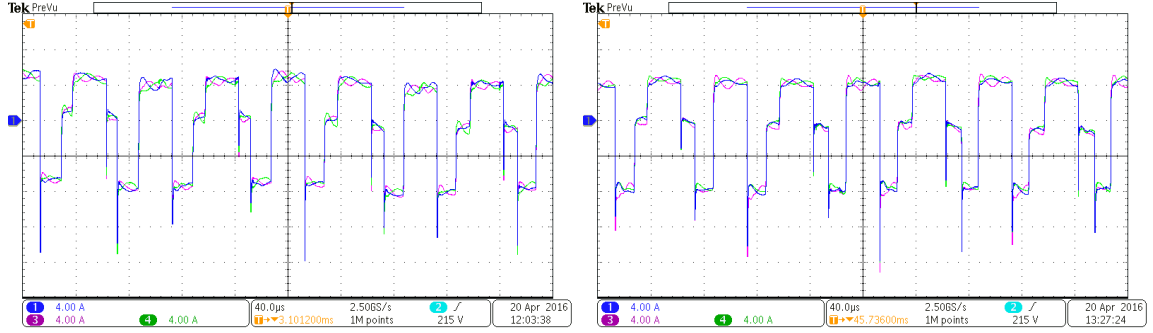 Tek PreVu
T
T
1
1 4.00 A
3 4.00 A 4 4.00 A
40.0µs 2.50GS/s 2
T→▼3.101200ms 1M points 215 V
20 Apr 2016
12:03:38
Tek PreVu
T
T
1
1 4.00 A
3 4.00 A 4 4.00 A
40.0µs 2.50GS/s 2
T→▼45.73600ms 1M points 215 V
20 Apr 2016
13:27:24